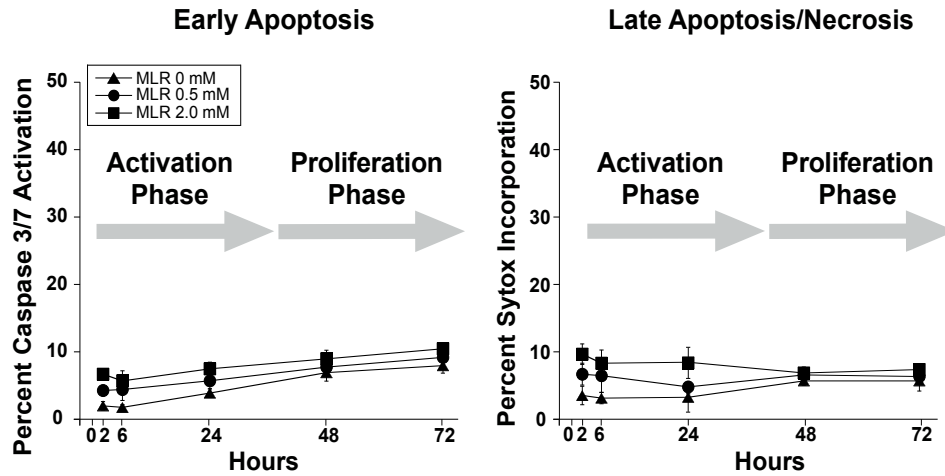 Early Apoptosis
Percent Caspase 3/7 Activation
50
40
30
20
10
0
MLR 0 mM
MLR 0.5 mM
MLR 2.0 mM
Activation
Phase
Proliferation
Phase
0 2 6 24 48 72
Hours
Late Apoptosis/Necrosis
Percent Sytox Incorporation
50
40
30
20
10
0
Activation
Phase
Proliferation
Phase
0 2 6 24 48 72
Hours